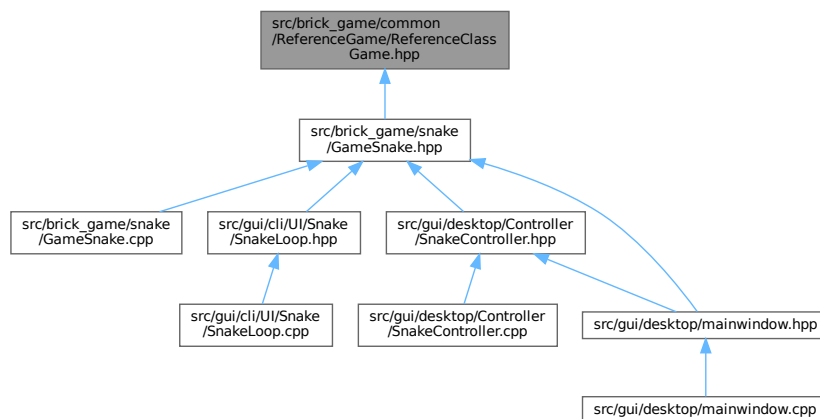 src/brick_game/common
/ReferenceGame/ReferenceClass
Game.hpp
src/brick_game/snake
/GameSnake.hpp
src/brick_game/snake
/GameSnake.cpp
src/gui/cli/UI/Snake
/SnakeLoop.hpp
src/gui/desktop/Controller
/SnakeController.hpp
src/gui/cli/UI/Snake
/SnakeLoop.cpp
src/gui/desktop/Controller
/SnakeController.cpp
src/gui/desktop/mainwindow.hpp
src/gui/desktop/mainwindow.cpp